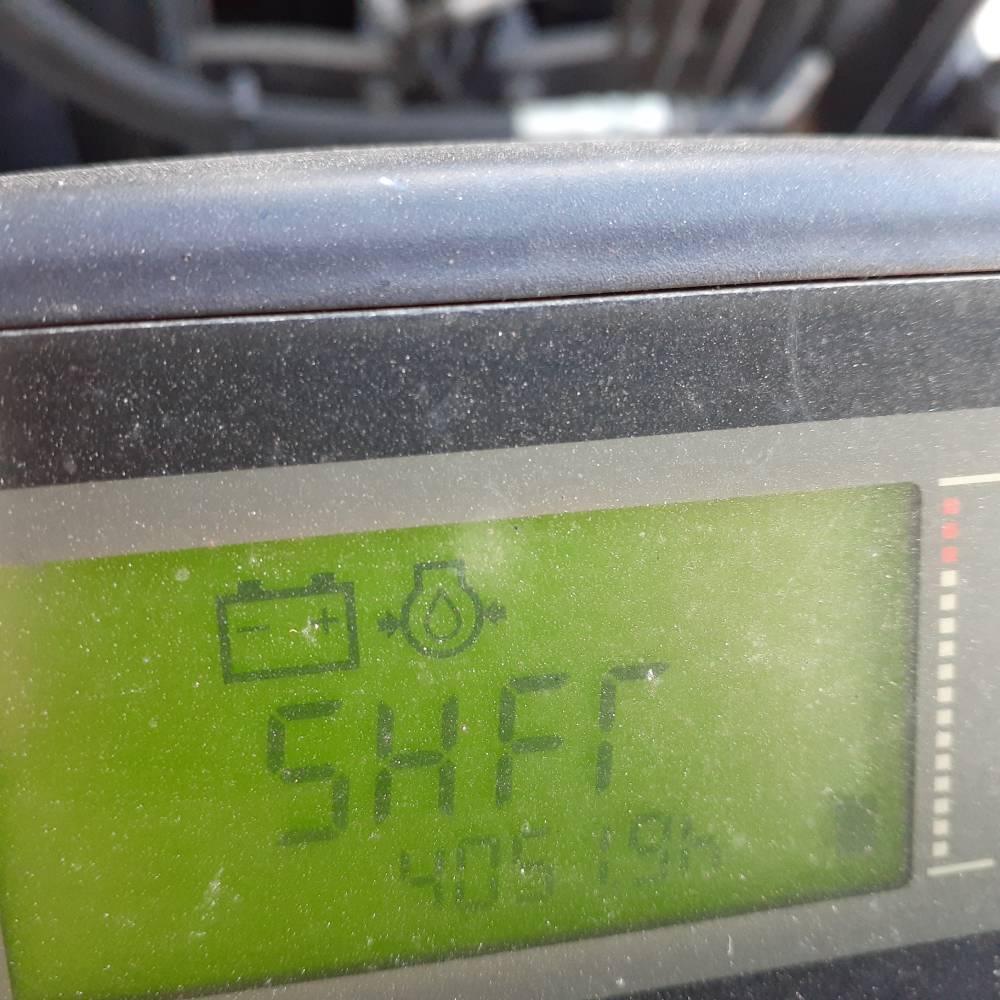 - +
SHFT
40519h